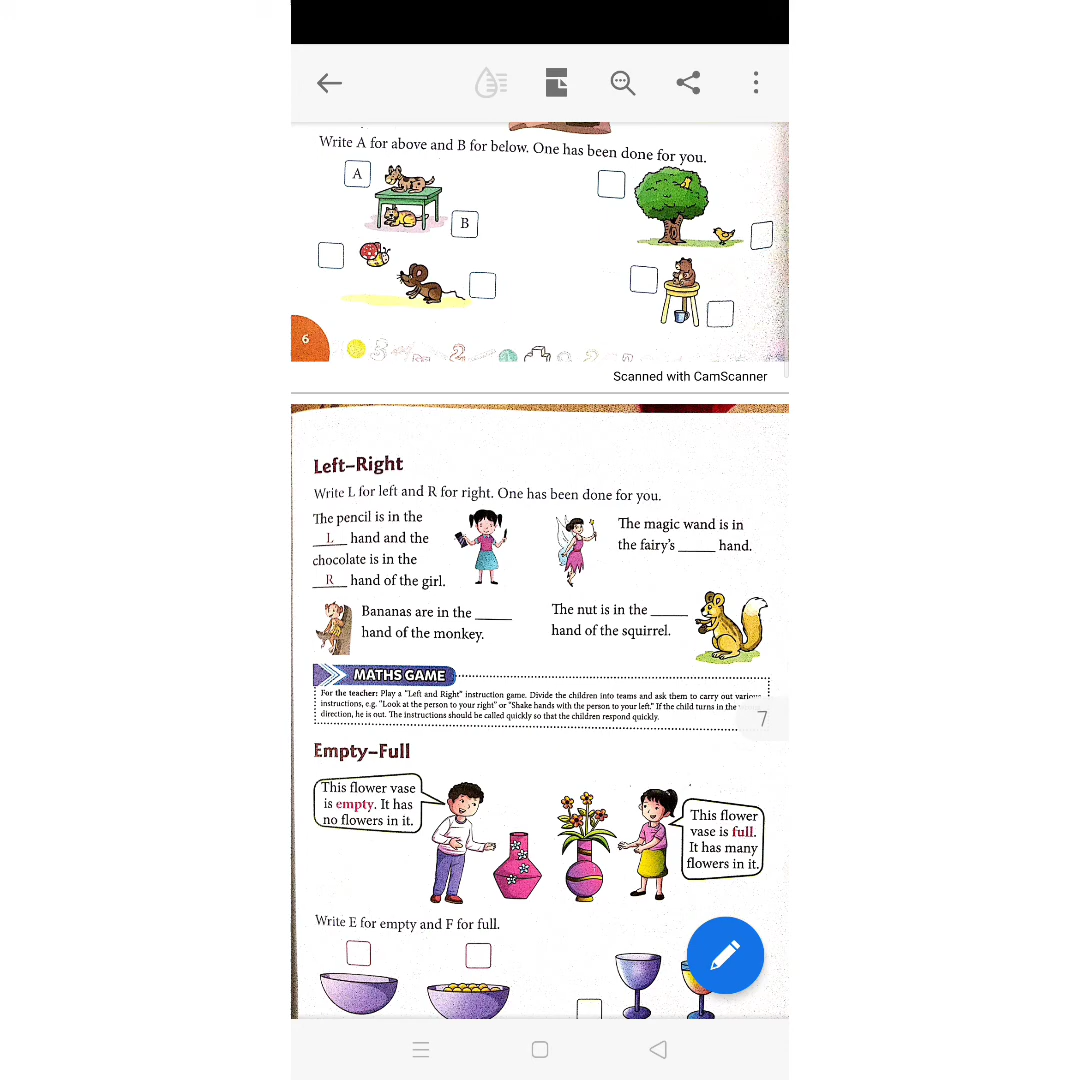 Write A for above and B for below. One has been done for you.
A
B
6
Scanned with CamScanner
Left–Right
Write L for left and R for right. One has been done for you.
The pencil is in the
L hand and the
chocolate is in the
R hand of the girl.
The magic wand is in
the fairy's _____ hand.
Bananas are in the _____
hand of the monkey.
The nut is in the _____
hand of the squirrel.
MATHS GAME
For the teacher: Play a "Left and Right" instruction game. Divide the children into teams and ask them to carry out various
instructions, e.g. "Look at the person to your right" or "Shake hands with the person to your left." If the child turns in the
direction, he is out. The instructions should be called quickly so that the children respond quickly.
7
Empty–Full
This flower vase
is empty. It has
no flowers in it.
This flower
vase is full.
It has many
flowers in it.
Write E for empty and F for full.